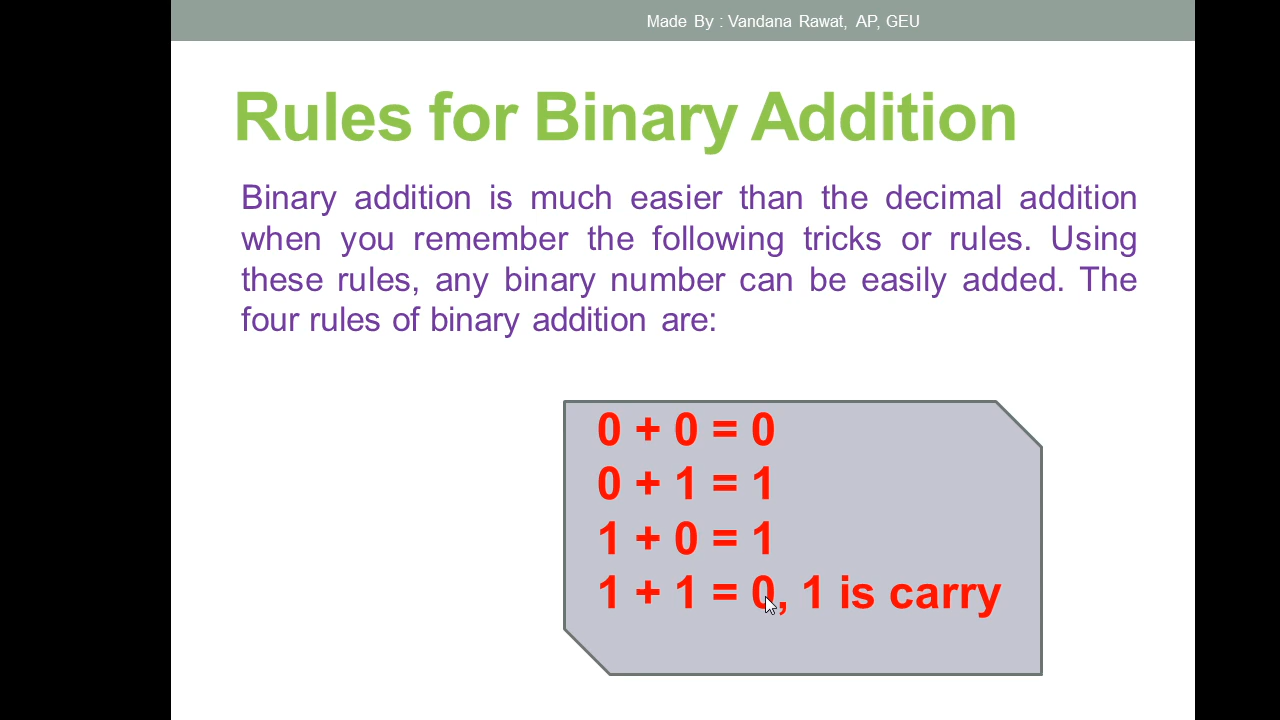 Made By : Vandana Rawat, AP, GEU
Rules for Binary Addition
Binary addition is much easier than the decimal addition
when you remember the following tricks or rules. Using
these rules, any binary number can be easily added. The
four rules of binary addition are:
0 + 0 = 0
0 + 1 = 1
1 + 0 = 1
1 + 1 = 0, 1 is carry